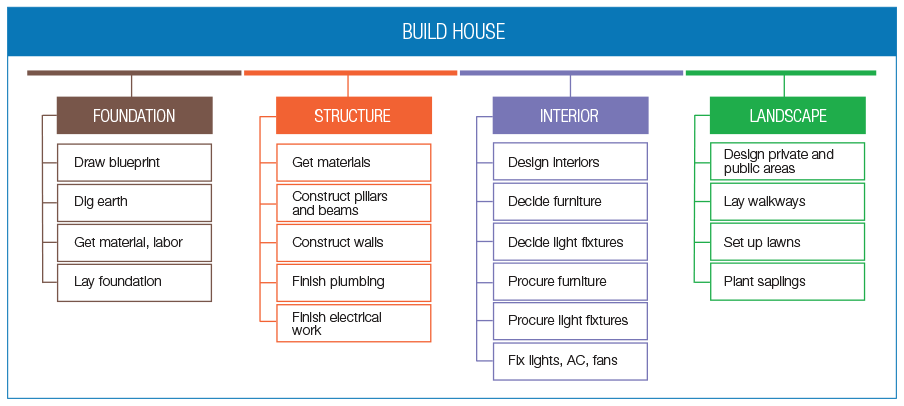 BUILD HOUSE
FOUNDATION
Draw blueprint
Dig earth
Get material, labor
Lay foundation
STRUCTURE
Get materials
Construct pillars
and beams
Construct walls
Finish plumbing
Finish electrical
work
INTERIOR
Design interiors
Decide furniture
Decide light fixtures
Procure furniture
Procure light fixtures
Fix lights, AC, fans
LANDSCAPE
Design private and
public areas
Lay walkways
Set up lawns
Plant saplings